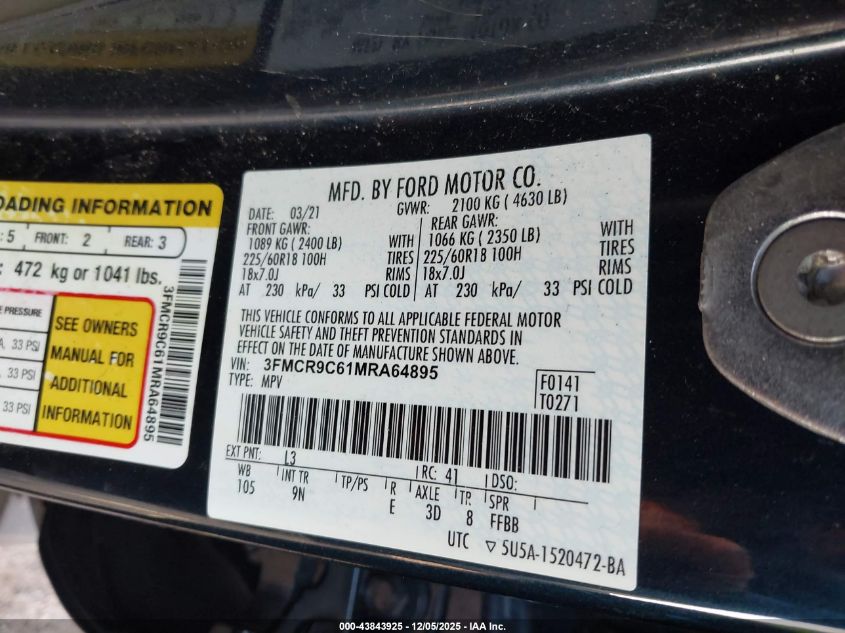 OADING INFORMATION
: 5 FRONT: 2 REAR: 3
: 472 kg or 1041 lbs.
E PRESSURE
A, 33 PSI
33 PSI
33 PSI
SEE OWNERS
MANUAL FOR
ADDITIONAL
INFORMATION
3FMCR9C61MRA64895
MFD. BY FORD MOTOR CO.
DATE: 03/21 GVWR: 2100 KG ( 4630 LB)
FRONT GAWR: REAR GAWR:
1089 KG ( 2400 LB) WITH 1066 KG ( 2350 LB) WITH
225/60R18 100H TIRES 225/60R18 100H TIRES
18x7.0J RIMS 18x7.0J RIMS
AT 230 kPa/ 33 PSI COLD AT 230 kPa/ 33 PSI COLD
THIS VEHICLE CONFORMS TO ALL APPLICABLE FEDERAL MOTOR
VEHICLE SAFETY AND THEFT PREVENTION STANDARDS IN
EFFECT ON THE DATE OF MANUFACTURE SHOWN ABOVE.
VIN: 3FMCR9C61MRA64895
TYPE: MPV
F0141
T0271
EXT PNT: L3 RC: 41 DSO:
WB INT TR TP/PS R AXLE TR SPR
105 9N E 3D 8 FFBB
UTC ▽ 5U5A-1520472-BA
000-43843925 - 12/05/2025 - IAA Inc.